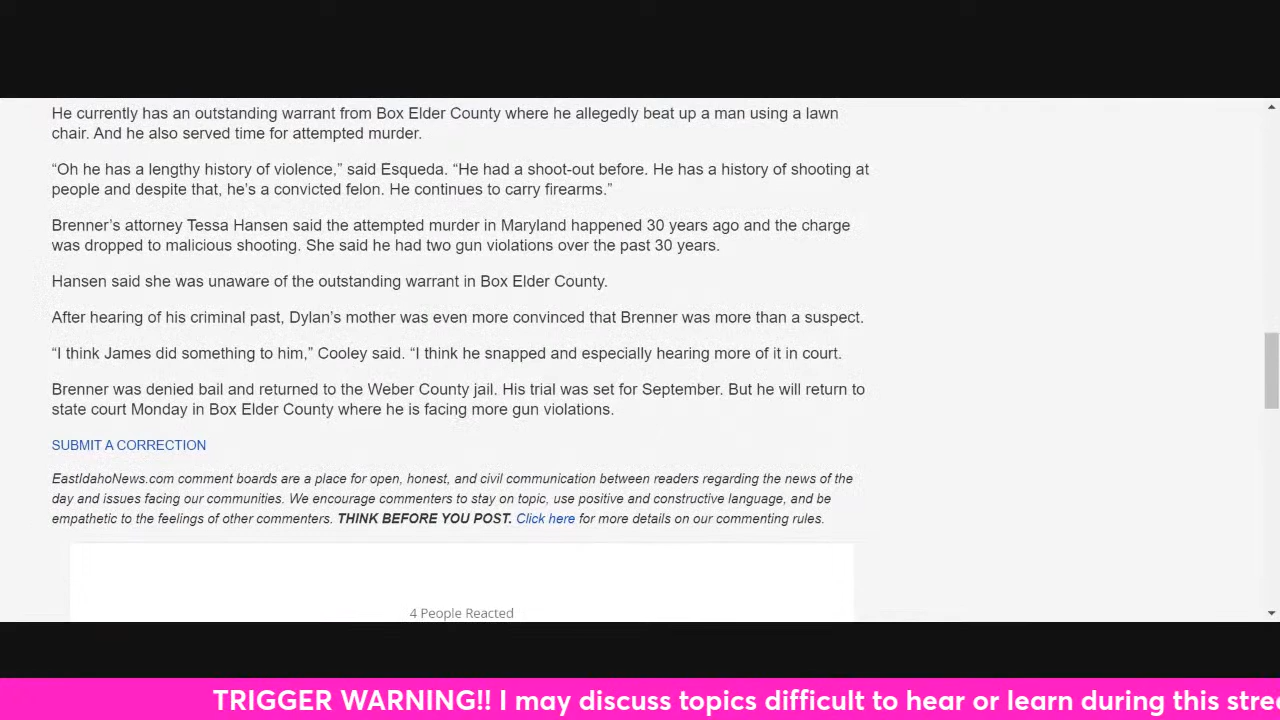 He currently has an outstanding warrant from Box Elder County where he allegedly beat up a man using a lawn
chair. And he also served time for attempted murder.
“Oh he has a lengthy history of violence,” said Esqueda. “He had a shoot-out before. He has a history of shooting at
people and despite that, he’s a convicted felon. He continues to carry firearms.”
Brenner’s attorney Tessa Hansen said the attempted murder in Maryland happened 30 years ago and the charge
was dropped to malicious shooting. She said he had two gun violations over the past 30 years.
Hansen said she was unaware of the outstanding warrant in Box Elder County.
After hearing of his criminal past, Dylan’s mother was even more convinced that Brenner was more than a suspect.
“I think James did something to him,” Cooley said. “I think he snapped and especially hearing more of it in court.
Brenner was denied bail and returned to the Weber County jail. His trial was set for September. But he will return to
state court Monday in Box Elder County where he is facing more gun violations.
SUBMIT A CORRECTION
EastIdahoNews.com comment boards are a place for open, honest, and civil communication between readers regarding the news of the
day and issues facing our communities. We encourage commenters to stay on topic, use positive and constructive language, and be
empathetic to the feelings of other commenters. THINK BEFORE YOU POST. Click here for more details on our commenting rules.
4 People Reacted
TRIGGER WARNING!! I may discuss topics difficult to hear or learn during this stre